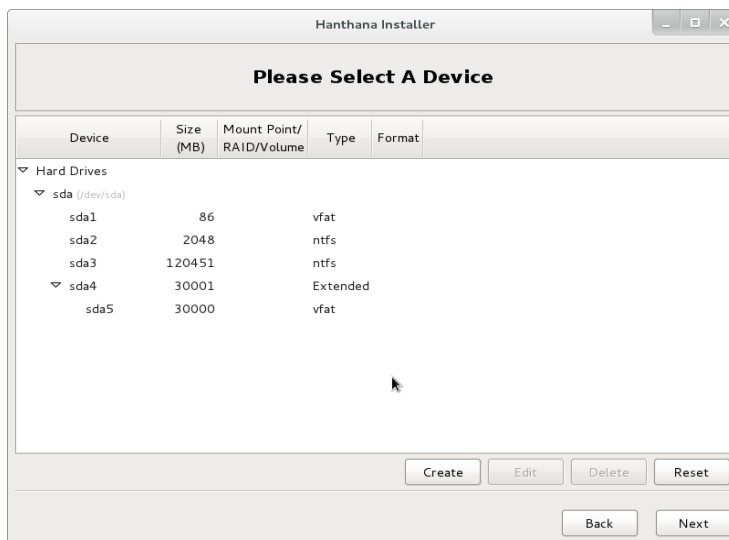 Hanthana Installer
Please Select A Device
Device Size (MB) Mount Point/ RAID/Volume Type Format
Hard Drives
sda (/dev/sda)
sda1 86 vfat
sda2 2048 ntfs
sda3 120451 ntfs
sda4 30001 Extended
sda5 30000 vfat
Create Edit Delete Reset
Back Next